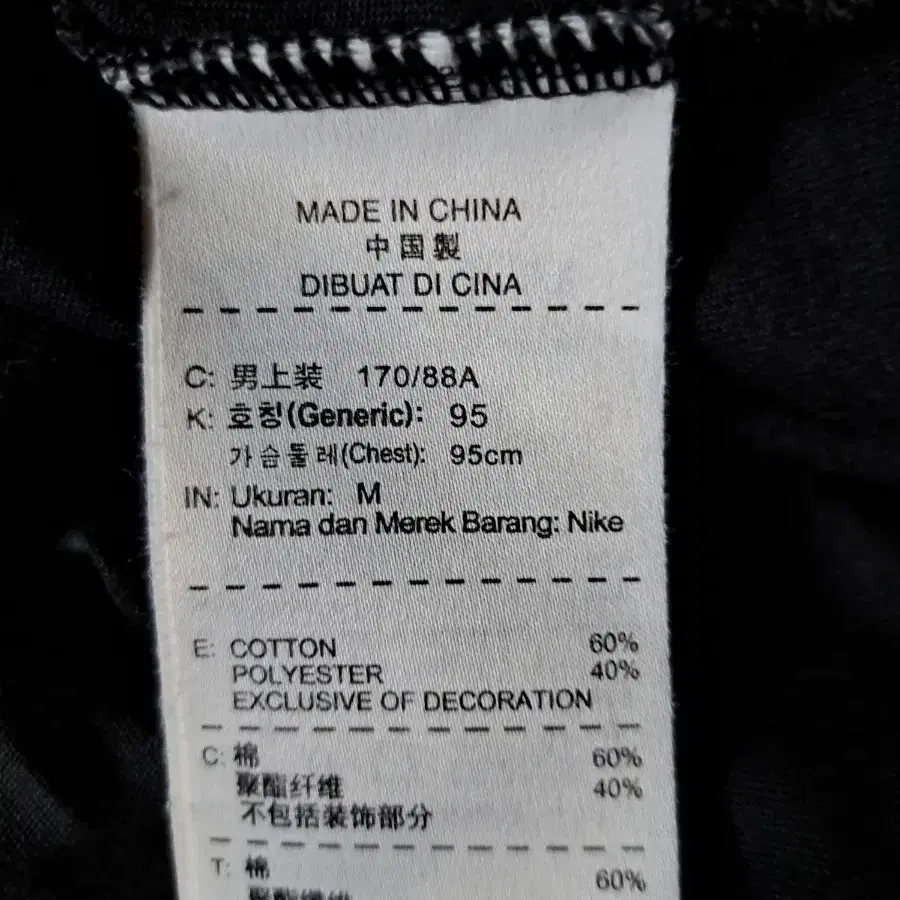 MADE IN CHINA
中国製
DIBUAT DI CINA
C: 男上装 170/88A
K: 호칭(Generic): 95
가슴둘레(Chest): 95cm
IN: Ukuran: M
Nama dan Merek Barang: Nike
E: COTTON 60%
POLYESTER 40%
EXCLUSIVE OF DECORATION
C: 棉 60%
聚酯纤维 40%
不包括装饰部分
T: 棉 60%